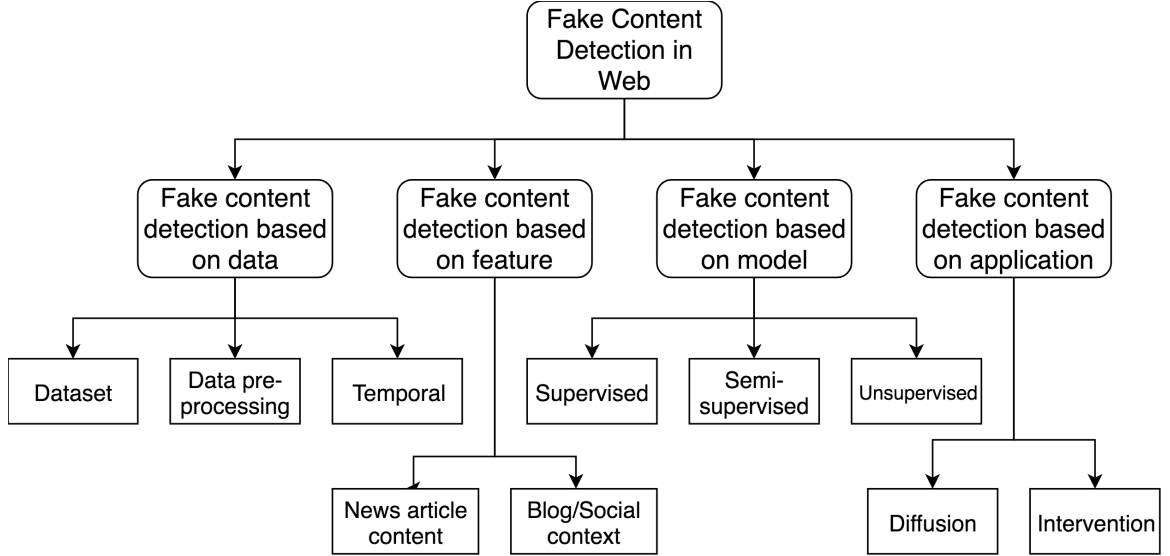 Fake Content
Detection in
Web
Fake content
detection based
on data
Fake content
detection based
on feature
Fake content
detection based
on model
Fake content
detection based
on application
Dataset
Data pre-
processing
Temporal
Supervised
Semi-
supervised
Unsupervised
News article
content
Blog/Social
context
Diffusion
Intervention